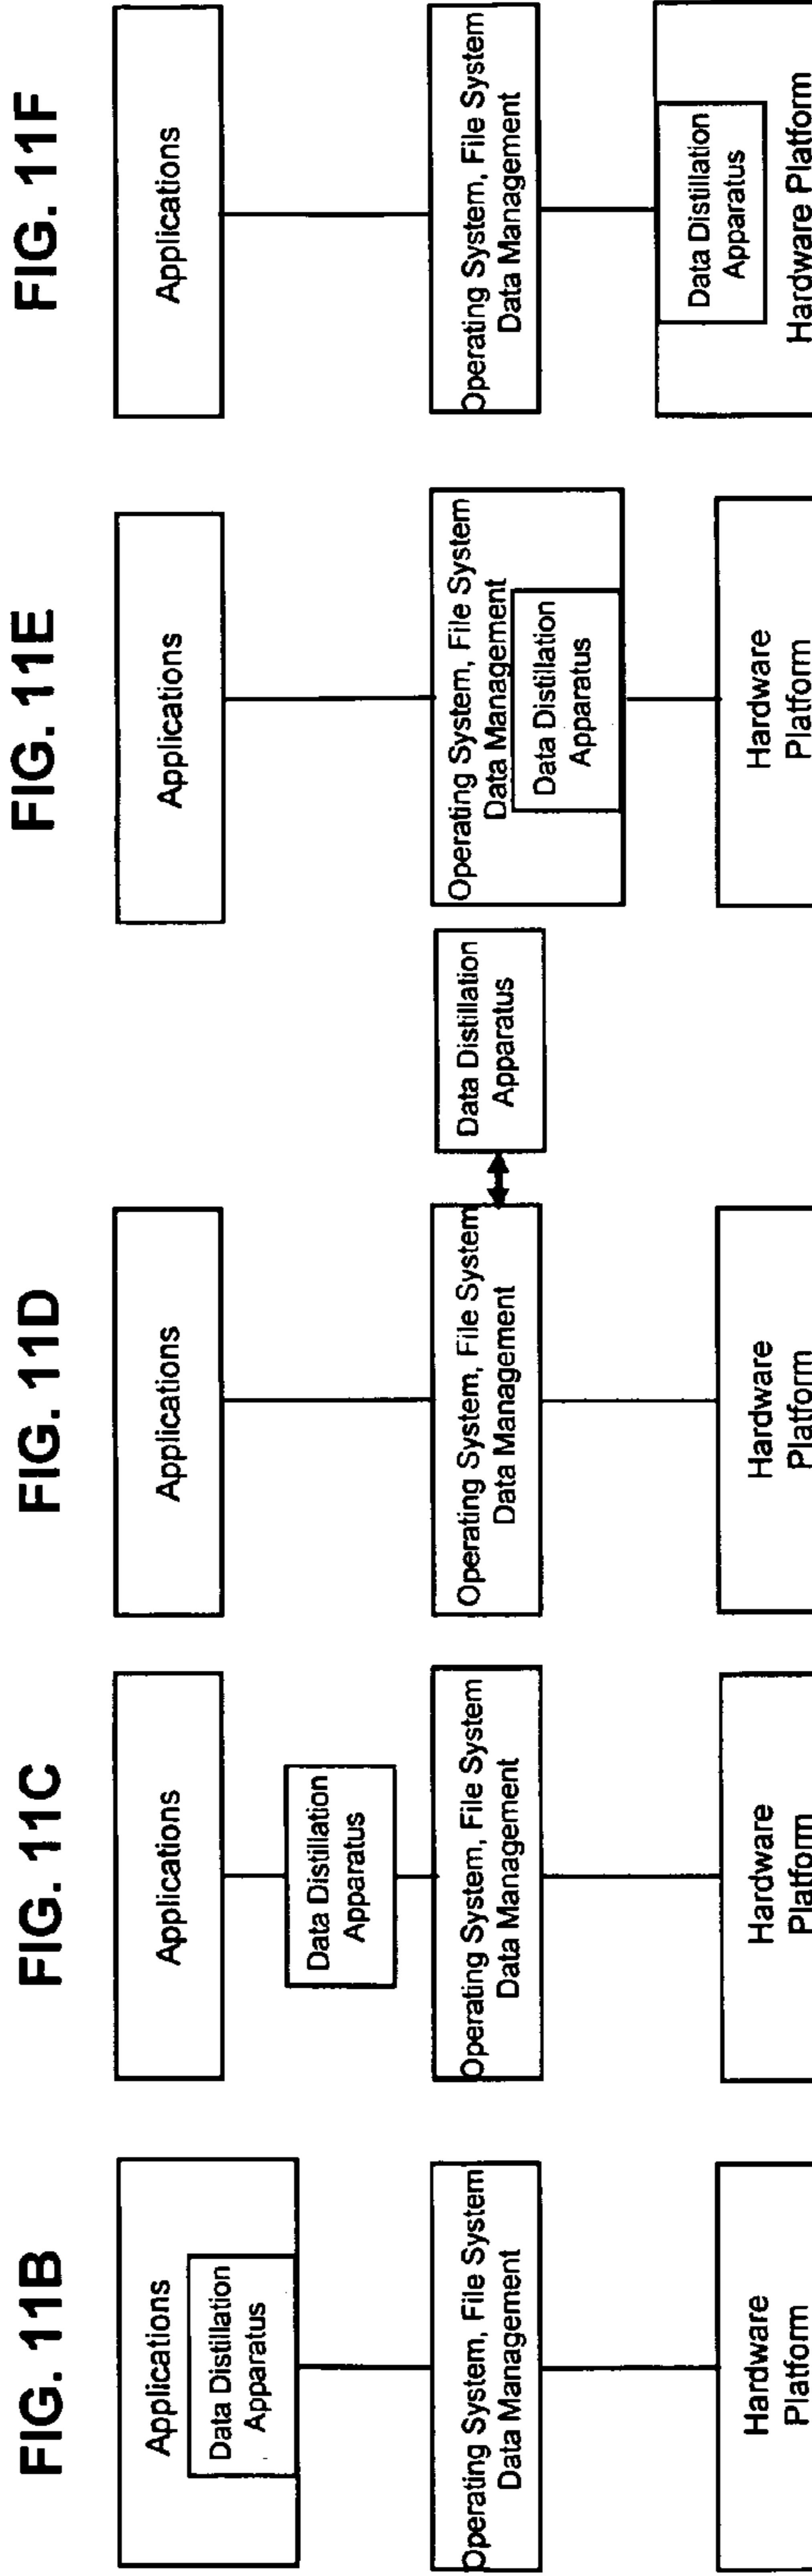 FIG. 11B
Applications
Data Distillation
Apparatus
Operating System, File System
Data Management
Hardware
Platform
FIG. 11C
Applications
Data Distillation
Apparatus
Operating System, File System
Data Management
Hardware
Platform
FIG. 11D
Applications
Operating System, File System
Data Management
Data Distillation
Apparatus
Hardware
Platform
FIG. 11E
Applications
Operating System, File System
Data Management
Data Distillation
Apparatus
Hardware
Platform
FIG. 11F
Applications
Operating System, File System
Data Management
Data Distillation
Apparatus
Hardware Platform